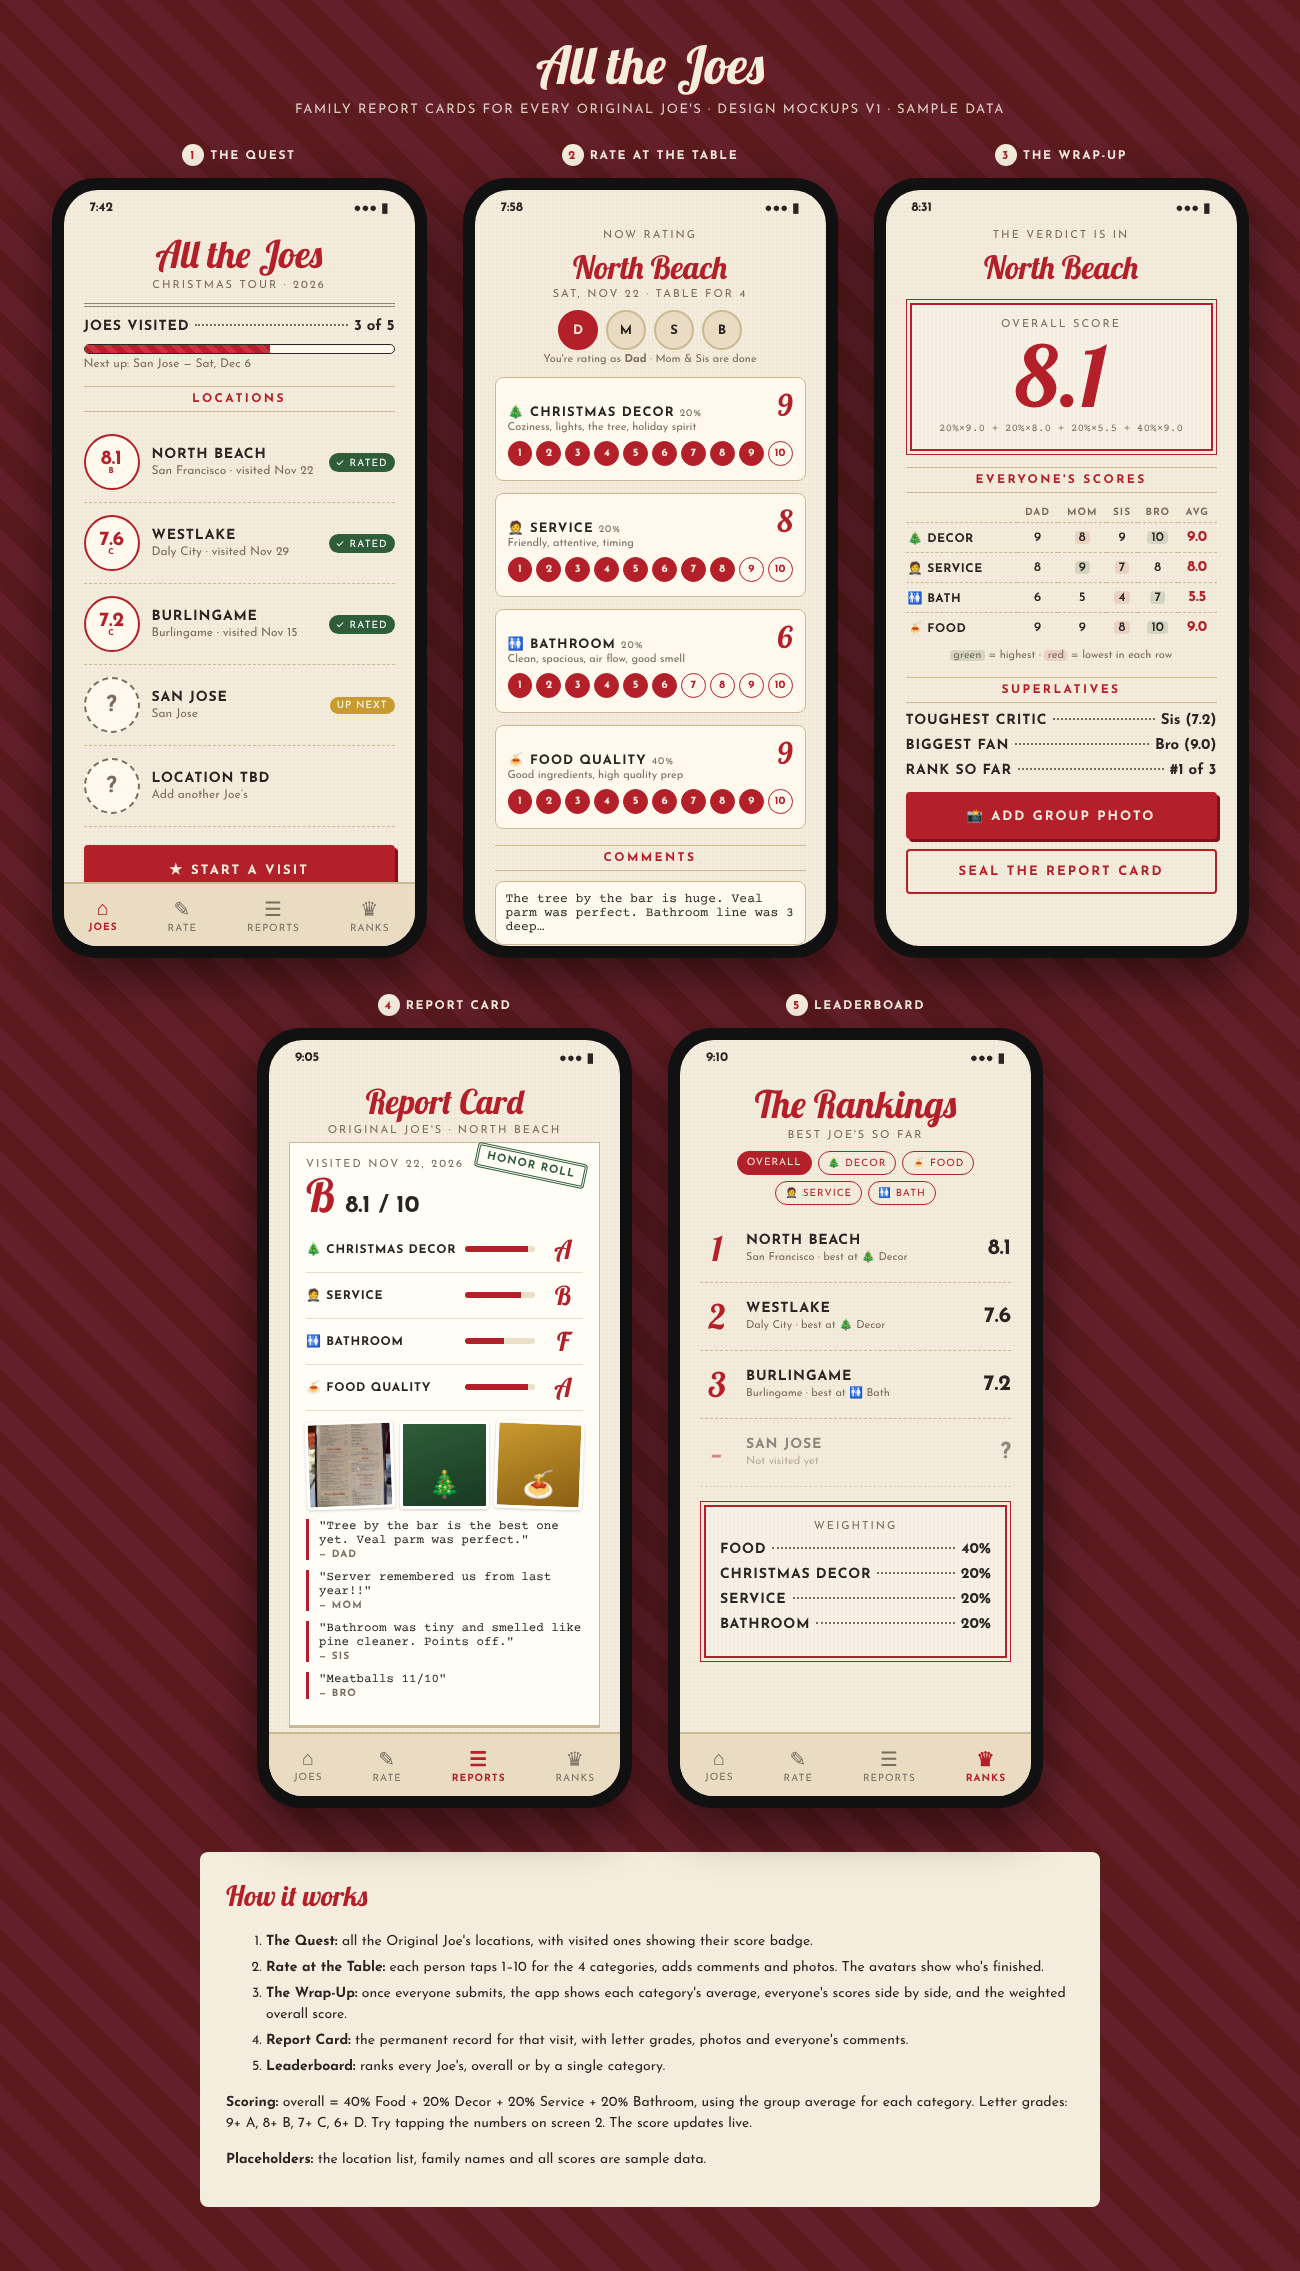 All the Joes
FAMILY REPORT CARDS FOR EVERY ORIGINAL JOE'S · DESIGN MOCKUPS V1 · SAMPLE DATA
1 THE QUEST
7:42
All the Joes
CHRISTMAS TOUR · 2026
JOES VISITED 3 of 5
Next up: San Jose – Sat, Dec 6
LOCATIONS
8.1
B
NORTH BEACH
San Francisco · visited Nov 22
✓ RATED
7.6
C
WESTLAKE
Daly City · visited Nov 29
✓ RATED
7.2
C
BURLINGAME
Burlingame · visited Nov 15
✓ RATED
?
SAN JOSE
San Jose
UP NEXT
?
LOCATION TBD
Add another Joe's
★ START A VISIT
JOES RATE REPORTS RANKS
2 RATE AT THE TABLE
7:58
NOW RATING
North Beach
SAT, NOV 22 · TABLE FOR 4
D M S B
You're rating as Dad · Mom & Sis are done
🎄 CHRISTMAS DECOR 20% 9
Coziness, lights, the tree, holiday spirit
1 2 3 4 5 6 7 8 9 10
🤵 SERVICE 20% 8
Friendly, attentive, timing
1 2 3 4 5 6 7 8 9 10
🚻 BATHROOM 20% 6
Clean, spacious, air flow, good smell
1 2 3 4 5 6 7 8 9 10
🍝 FOOD QUALITY 40% 9
Good ingredients, high quality prep
1 2 3 4 5 6 7 8 9 10
COMMENTS
The tree by the bar is huge. Veal
parm was perfect. Bathroom line was 3
deep…
3 THE WRAP-UP
8:31
THE VERDICT IS IN
North Beach
OVERALL SCORE
8.1
20%×9.0 + 20%×8.0 + 20%×5.5 + 40%×9.0
EVERYONE'S SCORES
DAD MOM SIS BRO AVG
🎄 DECOR 9 8 9 10 9.0
🤵 SERVICE 8 9 7 8 8.0
🚻 BATH 6 5 4 7 5.5
🍝 FOOD 9 9 8 10 9.0
green = highest · red = lowest in each row
SUPERLATIVES
TOUGHEST CRITIC Sis (7.2)
BIGGEST FAN Bro (9.0)
RANK SO FAR #1 of 3
📸 ADD GROUP PHOTO
SEAL THE REPORT CARD
4 REPORT CARD
9:05
Report Card
ORIGINAL JOE'S · NORTH BEACH
VISITED NOV 22, 2026
HONOR ROLL
B 8.1 / 10
🎄 CHRISTMAS DECOR A
🤵 SERVICE B
🚻 BATHROOM F
🍝 FOOD QUALITY A
"Tree by the bar is the best one
yet. Veal parm was perfect."
– DAD
"Server remembered us from last
year!!"
– MOM
"Bathroom was tiny and smelled like
pine cleaner. Points off."
– SIS
"Meatballs 11/10"
– BRO
JOES RATE REPORTS RANKS
5 LEADERBOARD
9:10
The Rankings
BEST JOE'S SO FAR
OVERALL 🎄 DECOR 🍝 FOOD
🤵 SERVICE 🚻 BATH
1 NORTH BEACH 8.1
San Francisco · best at 🎄 Decor
2 WESTLAKE 7.6
Daly City · best at 🎄 Decor
3 BURLINGAME 7.2
Burlingame · best at 🚻 Bath
– SAN JOSE ?
Not visited yet
WEIGHTING
FOOD 40%
CHRISTMAS DECOR 20%
SERVICE 20%
BATHROOM 20%
JOES RATE REPORTS RANKS
How it works
1. The Quest: all the Original Joe's locations, with visited ones showing their score badge.
2. Rate at the Table: each person taps 1–10 for the 4 categories, adds comments and photos. The avatars show who's finished.
3. The Wrap-Up: once everyone submits, the app shows each category's average, everyone's scores side by side, and the weighted
overall score.
4. Report Card: the permanent record for that visit, with letter grades, photos and everyone's comments.
5. Leaderboard: ranks every Joe's, overall or by a single category.
Scoring: overall = 40% Food + 20% Decor + 20% Service + 20% Bathroom, using the group average for each category. Letter grades:
9+ A, 8+ B, 7+ C, 6+ D. Try tapping the numbers on screen 2. The score updates live.
Placeholders: the location list, family names and all scores are sample data.